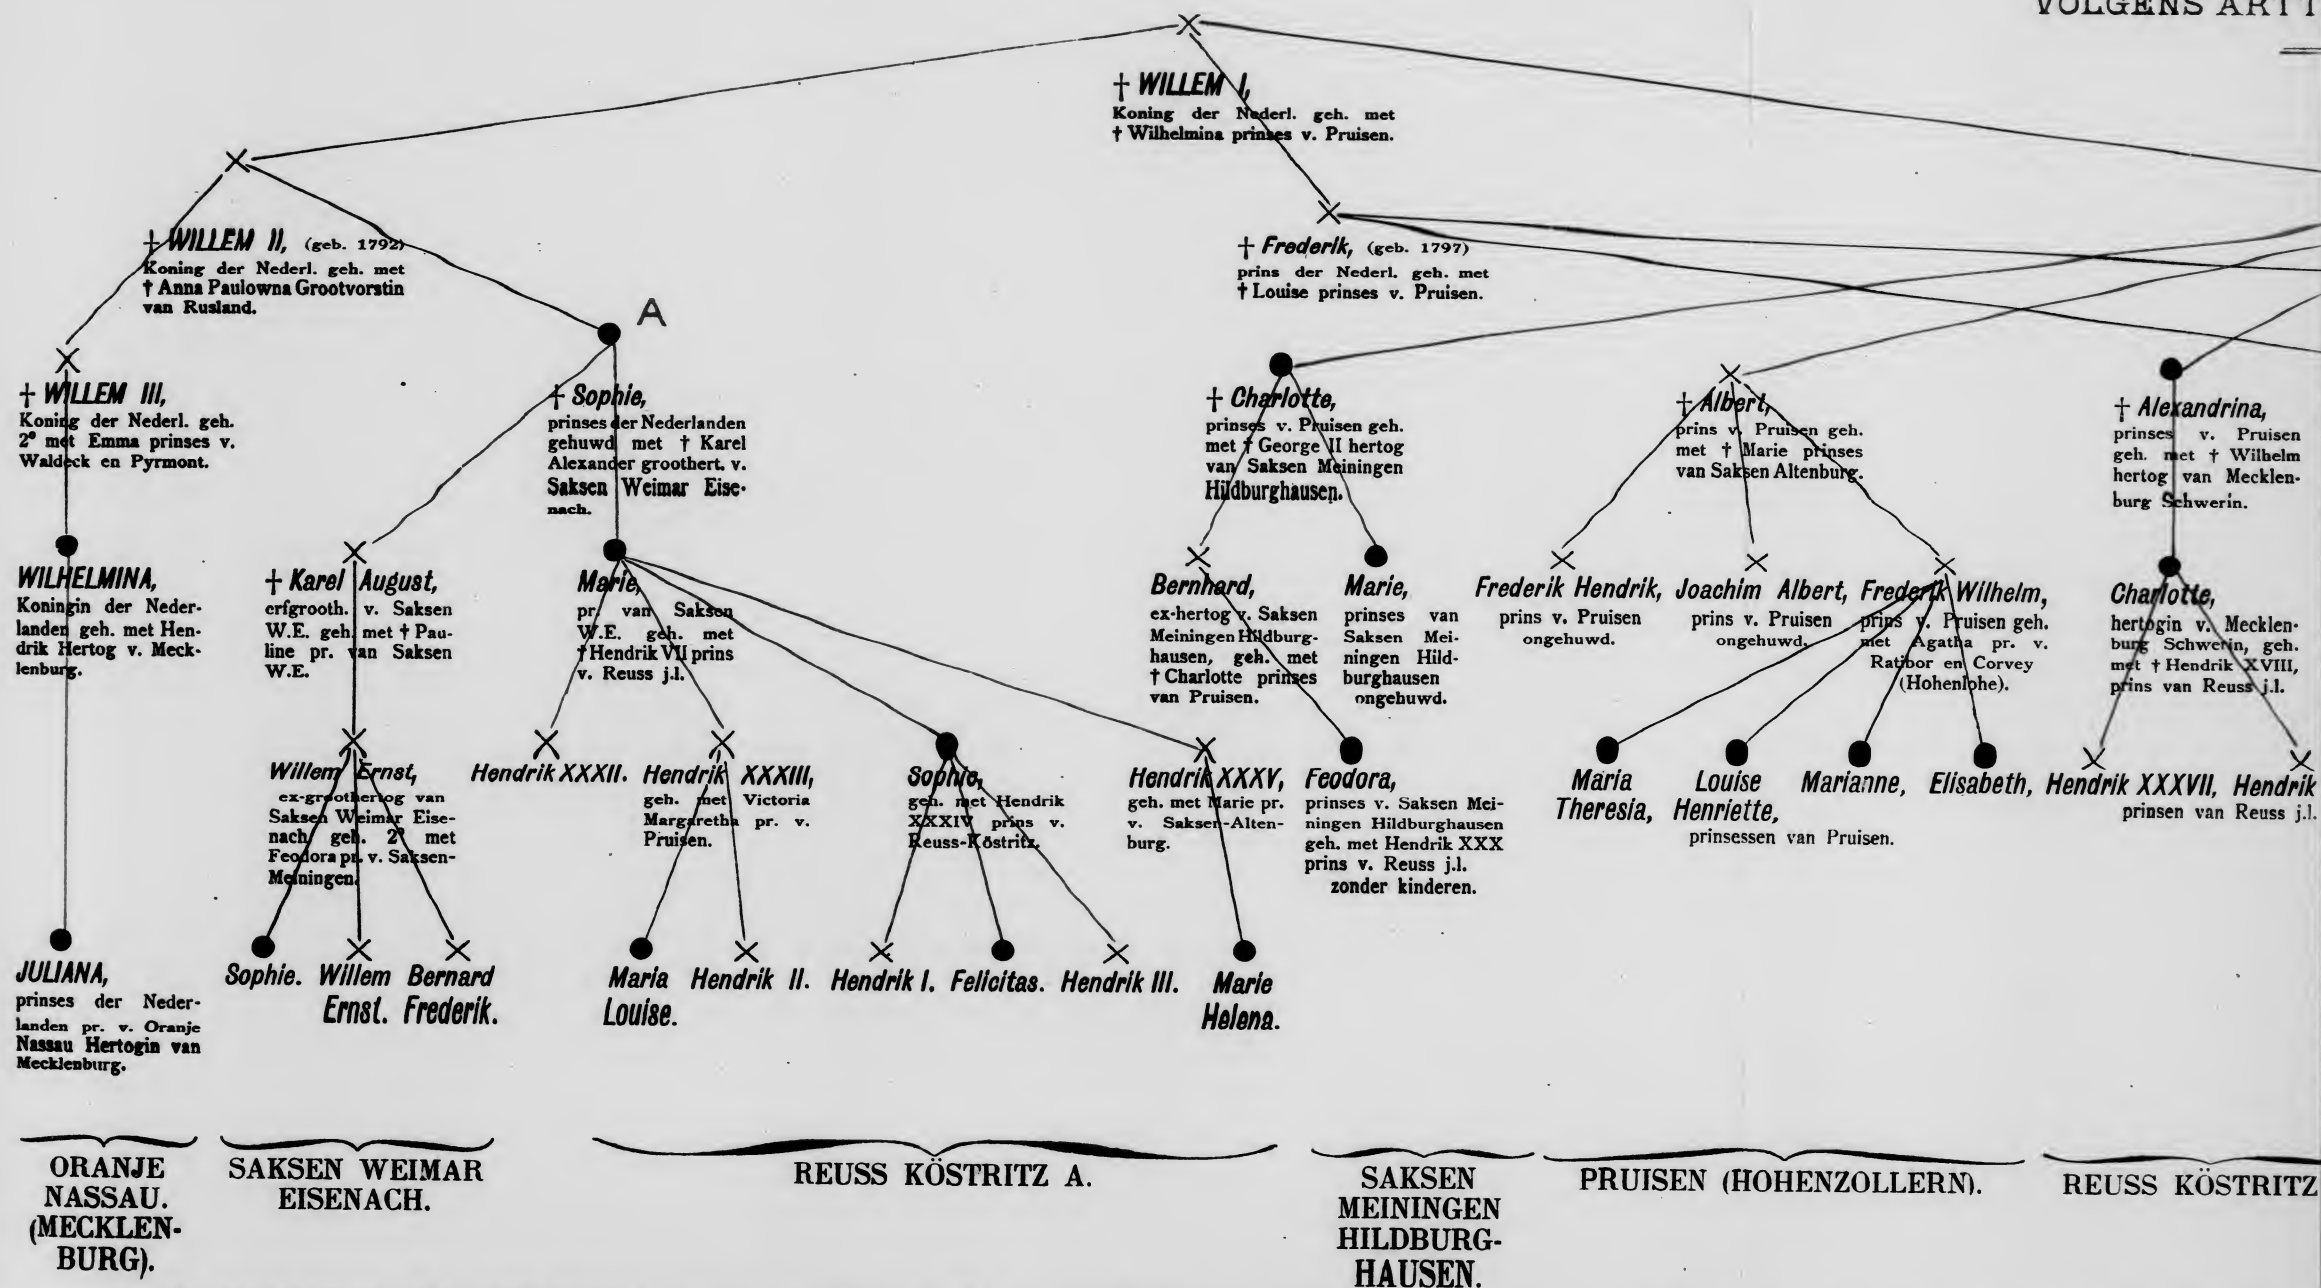 VOLGENS ART
† WILLEM I,
Koning der Nederl. geh. met
† Wilhelmina prinses v. Pruisen.
† WILLEM II, (geb. 1792)
Koning der Nederl. geh. met
† Anna Paulowna Grootvorstin
van Rusland.
† Frederik, (geb. 1797)
prins der Nederl. geh. met
† Louise prinses v. Pruisen.
A
† WILLEM III,
Koning der Nederl. geh.
2e met Emma prinses v.
Waldeck en Pyrmont.
† Sophie,
prinses der Nederlanden
gehuwd met † Karel
Alexander groothert. v.
Saksen Weimar Eise-
nach.
† Charlotte,
prinses v. Pruisen geh.
met † George II hertog
van Saksen Meiningen
Hildburghausen.
† Albert,
prins v. Pruisen geh.
met † Marie prinses
van Saksen Altenburg.
† Alexandrina,
prinses v. Pruisen
geh. met † Wilhelm
hertog van Mecklen-
burg Schwerin.
WILHELMINA,
Koningin der Neder-
landen geh. met Hen-
drik Hertog v. Meck-
lenburg.
† Karel August,
erfgrooth. v. Saksen
W.E. geh. met † Pau-
line pr. van Saksen
W.E.
Marie,
pr. van Saksen
W.E. geh. met
† Hendrik VII prins
v. Reuss j.l.
Bernhard,
ex-hertog v. Saksen
Meiningen Hildburg-
hausen, geh. met
† Charlotte prinses
van Pruisen.
Marie,
prinses van
Saksen Mei-
ningen Hild-
burghausen
ongehuwd.
Frederik Hendrik,
prins v. Pruisen
ongehuwd.
Joachim Albert,
prins v. Pruisen
ongehuwd.
Frederik Wilhelm,
prins v. Pruisen geh.
met Agatha pr. v.
Ratibor en Corvey
(Hohenlohe).
Charlotte,
hertogin v. Mecklen-
burg Schwerin, geh.
met † Hendrik XVIII,
prins van Reuss j.l.
Willem Ernst,
ex-groothertog van
Saksen Weimar Eise-
nach geh. 2e met
Feodora pr. v. Saksen-
Meiningen.
Hendrik XXXII.
Hendrik XXXIII,
geh. met Victoria
Margaretha pr. v.
Pruisen.
Sophie,
geh. met Hendrik
XXXIV prins v.
Reuss-Köstritz.
Hendrik XXXV,
geh. met Marie pr.
v. Saksen-Alten-
burg.
Feodora,
prinses v. Saksen Mei-
ningen Hildburghausen
geh. met Hendrik XXX
prins v. Reuss j.l.
zonder kinderen.
Maria
Theresia,
Louise
Henriette,
Marianne,
Elisabeth,
prinsessen van Pruisen.
Hendrik XXXVII, Hendrik
prinsen van Reuss j.l.
JULIANA,
prinses der Neder-
landen pr. v. Oranje
Nassau Hertogin van
Mecklenburg.
Sophie.
Willem
Ernst.
Bernard
Frederik.
Maria
Louise.
Hendrik II.
Hendrik I.
Felicitas.
Hendrik III.
Marie
Helena.
ORANJE
NASSAU.
(MECKLEN-
BURG).
SAKSEN WEIMAR
EISENACH.
REUSS KÖSTRITZ A.
SAKSEN
MEININGEN
HILDBURG-
HAUSEN.
PRUISEN (HOHENZOLLERN).
REUSS KÖSTRITZ